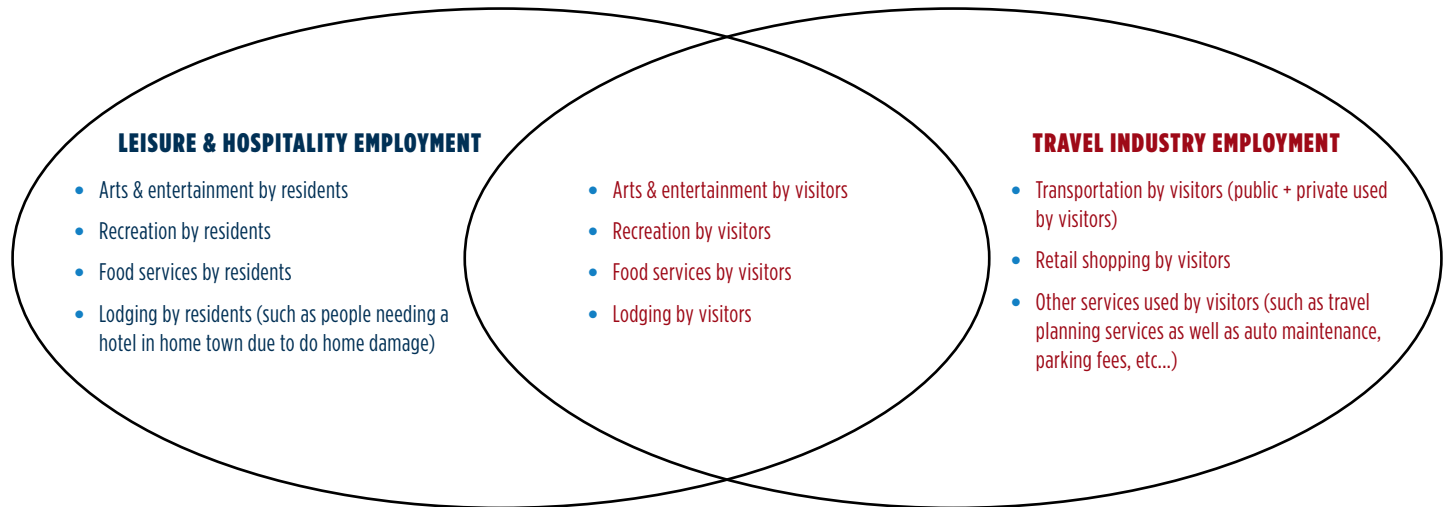 LEISURE & HOSPITALITY EMPLOYMENT
• Arts & entertainment by residents
• Recreation by residents
• Food services by residents
• Lodging by residents (such as people needing a
hotel in home town due to do home damage)
• Arts & entertainment by visitors
• Recreation by visitors
• Food services by visitors
• Lodging by visitors
TRAVEL INDUSTRY EMPLOYMENT
• Transportation by visitors (public + private used
by visitors)
• Retail shopping by visitors
• Other services used by visitors (such as travel
planning services as well as auto maintenance,
parking fees, etc...)